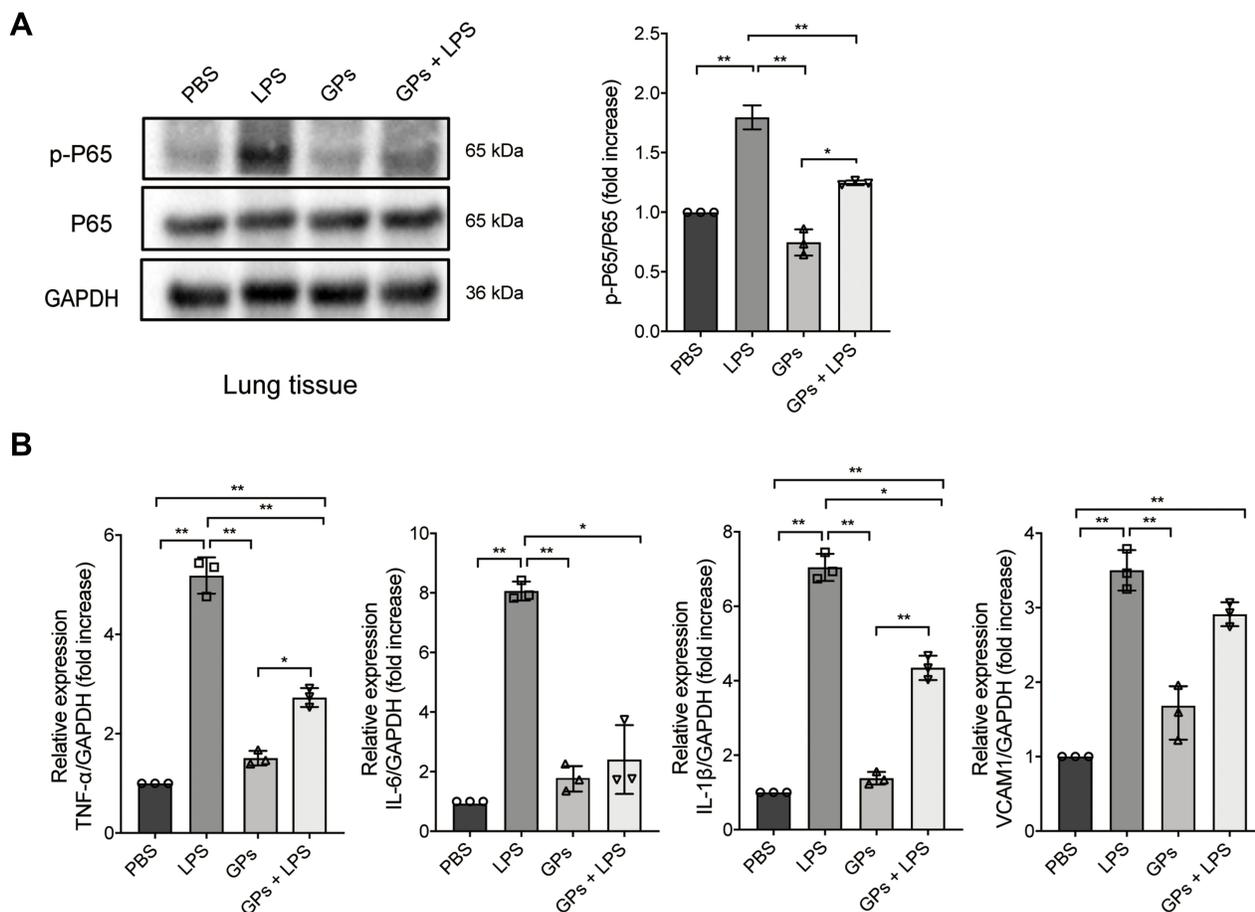 A
PBS LPS GPs GPs + LPS
p-P65 65 kDa
P65 65 kDa
GAPDH 36 kDa
Lung tissue
p-P65/P65 (fold increase)
2.5
2.0
1.5
1.0
0.5
0.0
** **
**
*
PBS LPS GPs GPs + LPS
B
Relative expression
TNF-α/GAPDH (fold increase)
6
4
2
0
**
**
** **
*
PBS LPS GPs GPs + LPS
Relative expression
IL-6/GAPDH (fold increase)
10
8
6
4
2
0
*
** **
PBS LPS GPs GPs + LPS
Relative expression
IL-1β/GAPDH (fold increase)
8
6
4
2
0
**
*
** **
**
PBS LPS GPs GPs + LPS
Relative expression
VCAM1/GAPDH (fold increase)
4
3
2
1
0
**
** **
PBS LPS GPs GPs + LPS